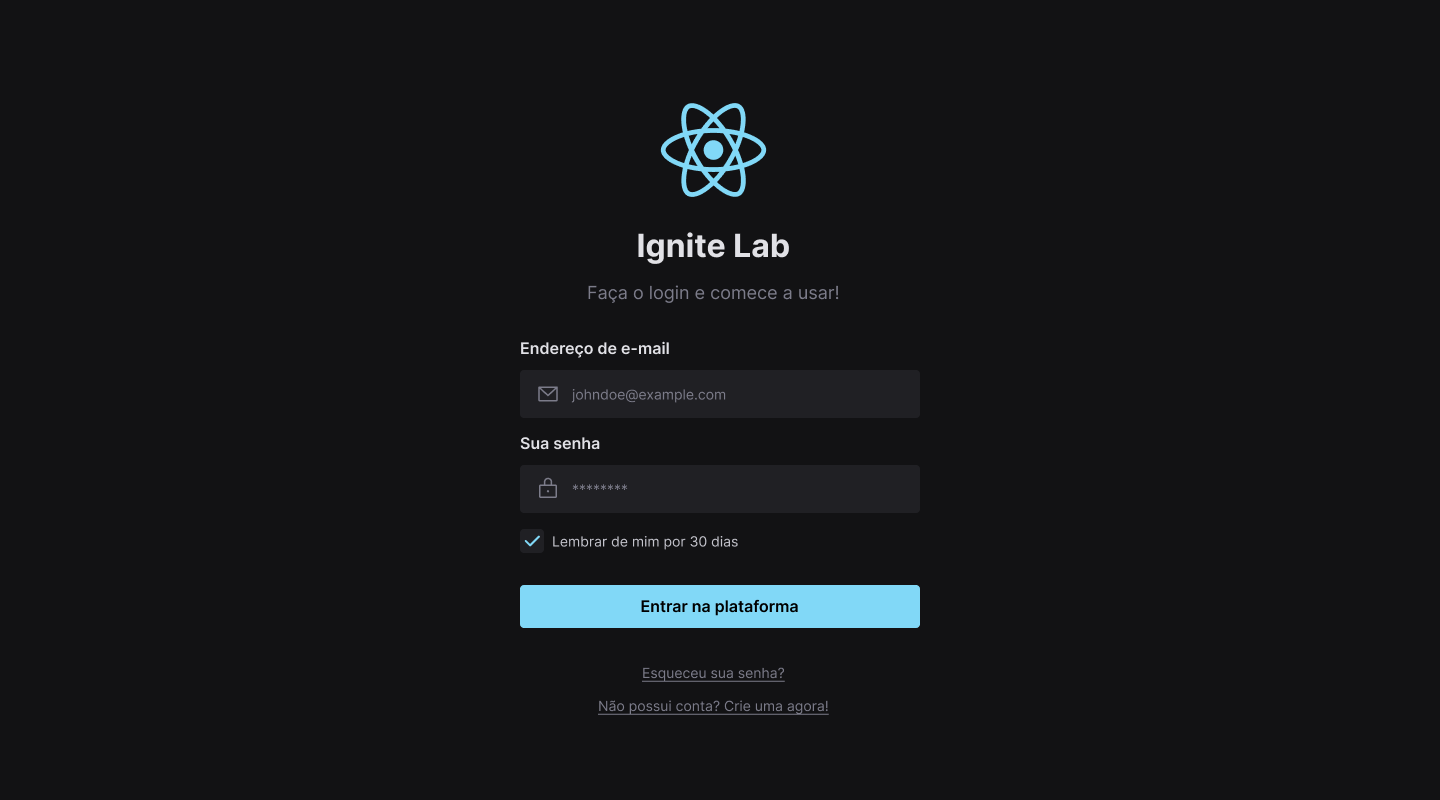 Ignite Lab
Faça o login e comece a usar!
Endereço de e-mail
johndoe@example.com
Sua senha
********
Lembrar de mim por 30 dias
Entrar na plataforma
Esqueceu sua senha?
Não possui conta? Crie uma agora!